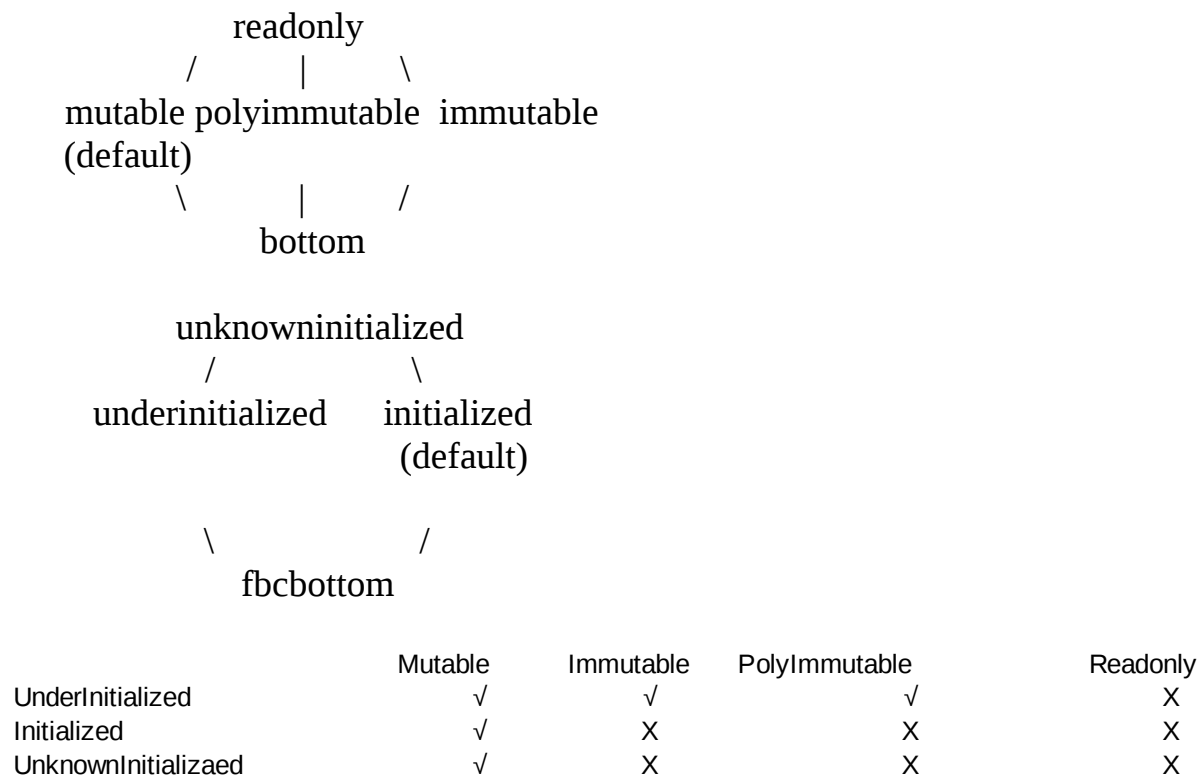 readonly
/ | \
mutable polyimmutable immutable
(default)
\ | /
bottom
unknowninitialized
/ \
underinitialized initialized
(default)
\ /
fbcbottom
Mutable Immutable PolyImmutable Readonly
UnderInitialized √ √ √ X
Initialized √ X X X
UnknownInitializaed √ X X X